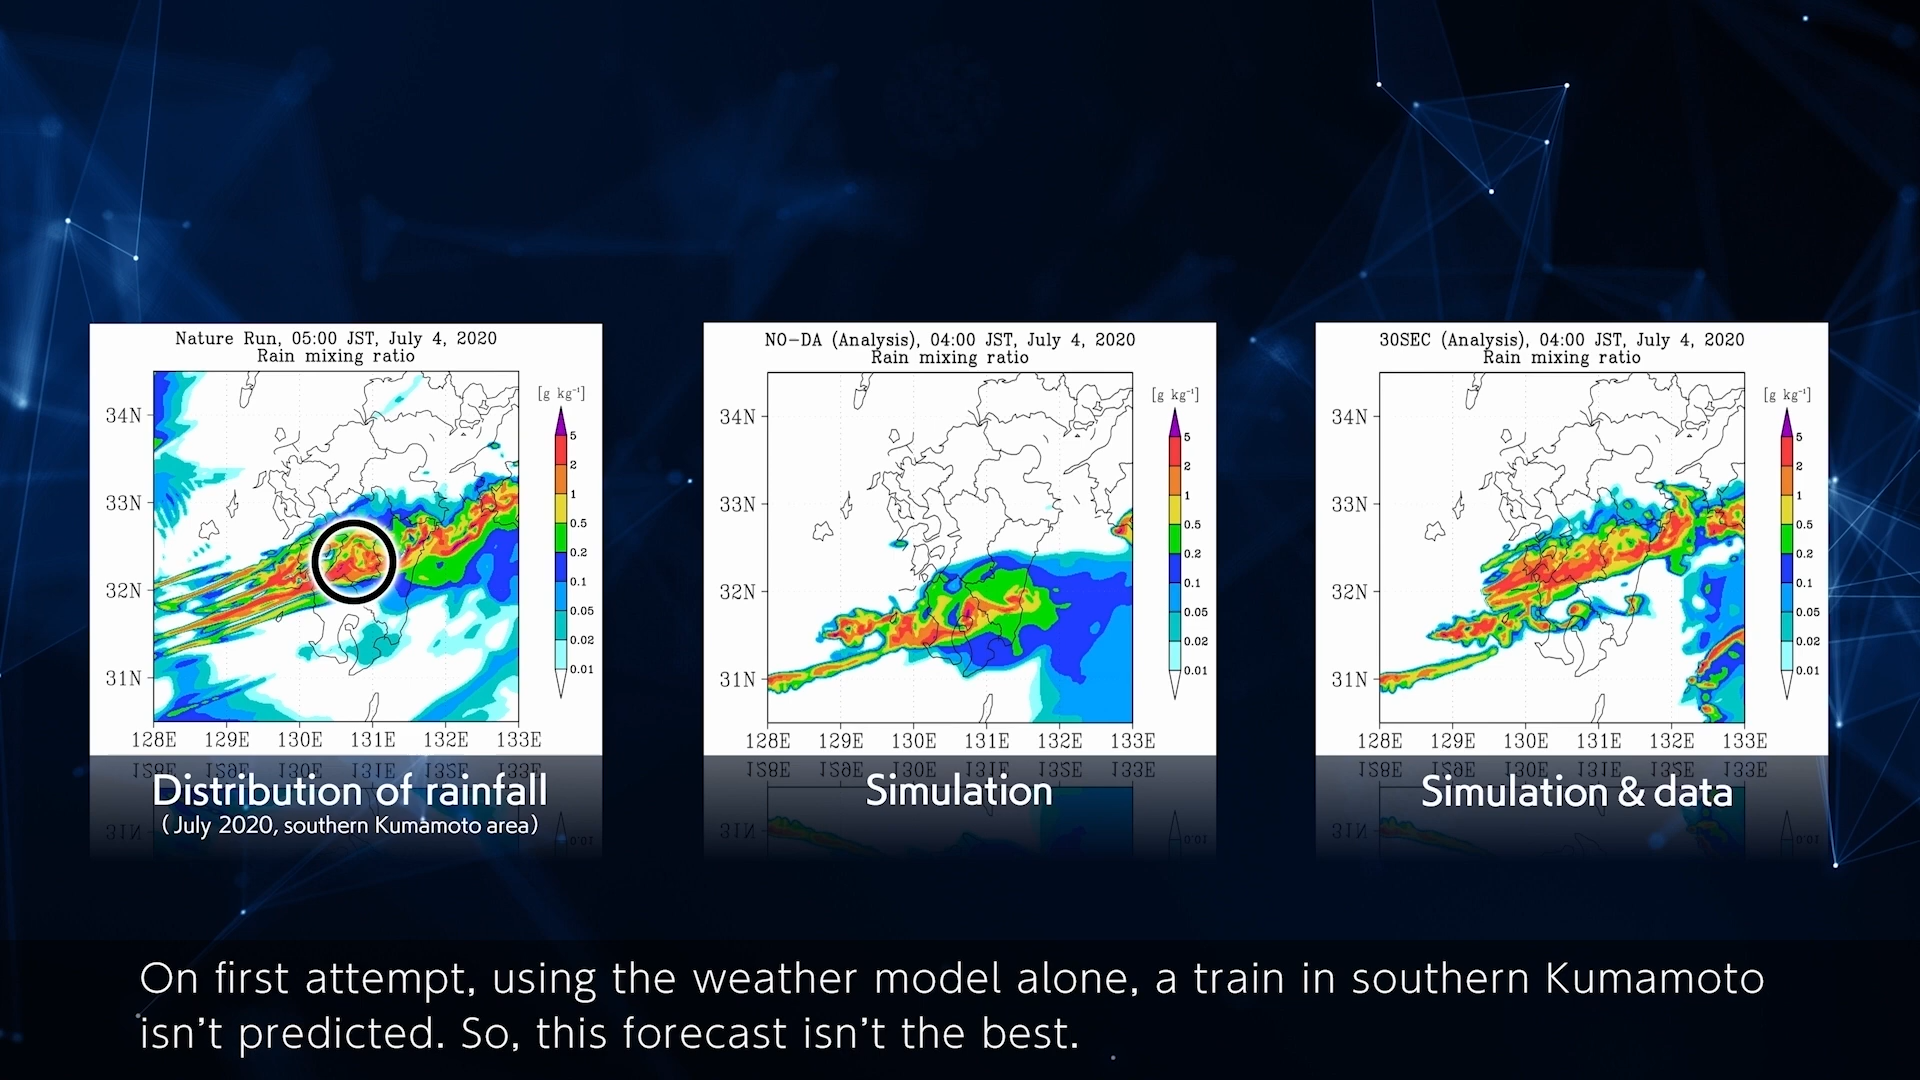 Nature Run, 05:00 JST, July 4, 2020
Rain mixing ratio
[g kg⁻¹]
34N
33N
32N
31N
128E 129E 130E 131E 132E 133E
5
2
1
0.5
0.2
0.1
0.05
0.02
0.01
Distribution of rainfall
(July 2020, southern Kumamoto area)
NO-DA (Analysis), 04:00 JST, July 4, 2020
Rain mixing ratio
[g kg⁻¹]
34N
33N
32N
31N
128E 129E 130E 131E 132E 133E
5
2
1
0.5
0.2
0.1
0.05
0.02
0.01
Simulation
30SEC (Analysis), 04:00 JST, July 4, 2020
Rain mixing ratio
[g kg⁻¹]
34N
33N
32N
31N
128E 129E 130E 131E 132E 133E
5
2
1
0.5
0.2
0.1
0.05
0.02
0.01
Simulation & data
On first attempt, using the weather model alone, a train in southern Kumamoto
isn't predicted. So, this forecast isn't the best.